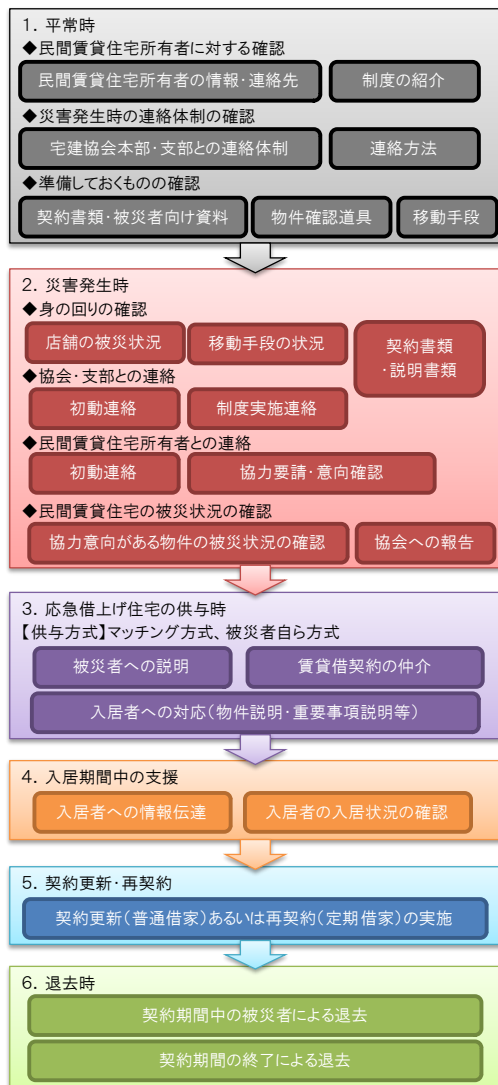 1. 平常時
◆民間賃貸住宅所有者に対する確認
民間賃貸住宅所有者の情報・連絡先
制度の紹介
◆災害発生時の連絡体制の確認
宅建協会本部・支部との連絡体制
連絡方法
◆準備しておくものの確認
契約書類・被災者向け資料
物件確認道具
移動手段
2. 災害発生時
◆身の回りの確認
店舗の被災状況
移動手段の状況
契約書類
・説明書類
◆協会・支部との連絡
初動連絡
制度実施連絡
◆民間賃貸住宅所有者との連絡
初動連絡
協力要請・意向確認
◆民間賃貸住宅の被災状況の確認
協力意向がある物件の被災状況の確認
協会への報告
3. 応急借上げ住宅の供与時
【供与方式】マッチング方式、被災者自ら方式
被災者への説明
賃貸借契約の仲介
入居者への対応(物件説明・重要事項説明等)
4. 入居期間中の支援
入居者への情報伝達
入居者の入居状況の確認
5. 契約更新・再契約
契約更新(普通借家)あるいは再契約(定期借家)の実施
6. 退去時
契約期間中の被災者による退去
契約期間の終了による退去